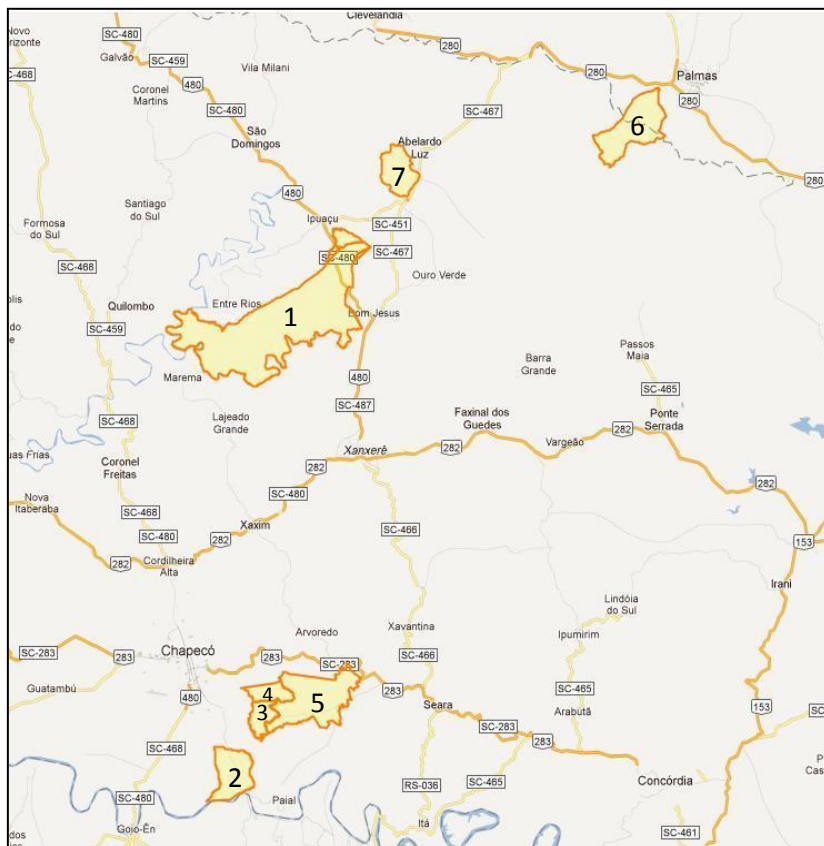 Novo
Horizonte
SC-480
Clevelândia
SC-459
Galvão
280
SC-468
480
Vila Milani
280
Palmas
Coronel
Martins
SC-480
280
SC-467
São
Domingos
6
Abelardo
Luz
7
280
480
Santiago
do Sul
Ipuaçu
SC-451
Formosa
do Sul
SC-480
SC-467
SC-468
Ouro Verde
Entre Rios
Quilombo
1
Bom Jesus
SC-459
Passos
Maia
Barra
Grande
Marema
480
SC-465
SC-487
Lajeado
Grande
Faxinal dos
Guedes
Ponte
Serrada
SC-468
282
Xanxerê
282
Vargeão
Coronel
Freitas
282
282
Nova
Itaberaba
SC-480
SC-468
Xaxim
SC-466
SC-480
282
153
282
Cordilheira
Alta
Irani
Lindóia
do Sul
Arvoredo
Xavantina
Ipumirim
SC-283
283
Chapecó
283
SC-283
SC-466
Guatambú
480
4
5
283
SC-465
3
Seara
Arabutã
153
SC-468
SC-283
283
2
Concórdia
SC-480
Paial
RS-036
SC-465
Goio-Ên
Itá
SC-461